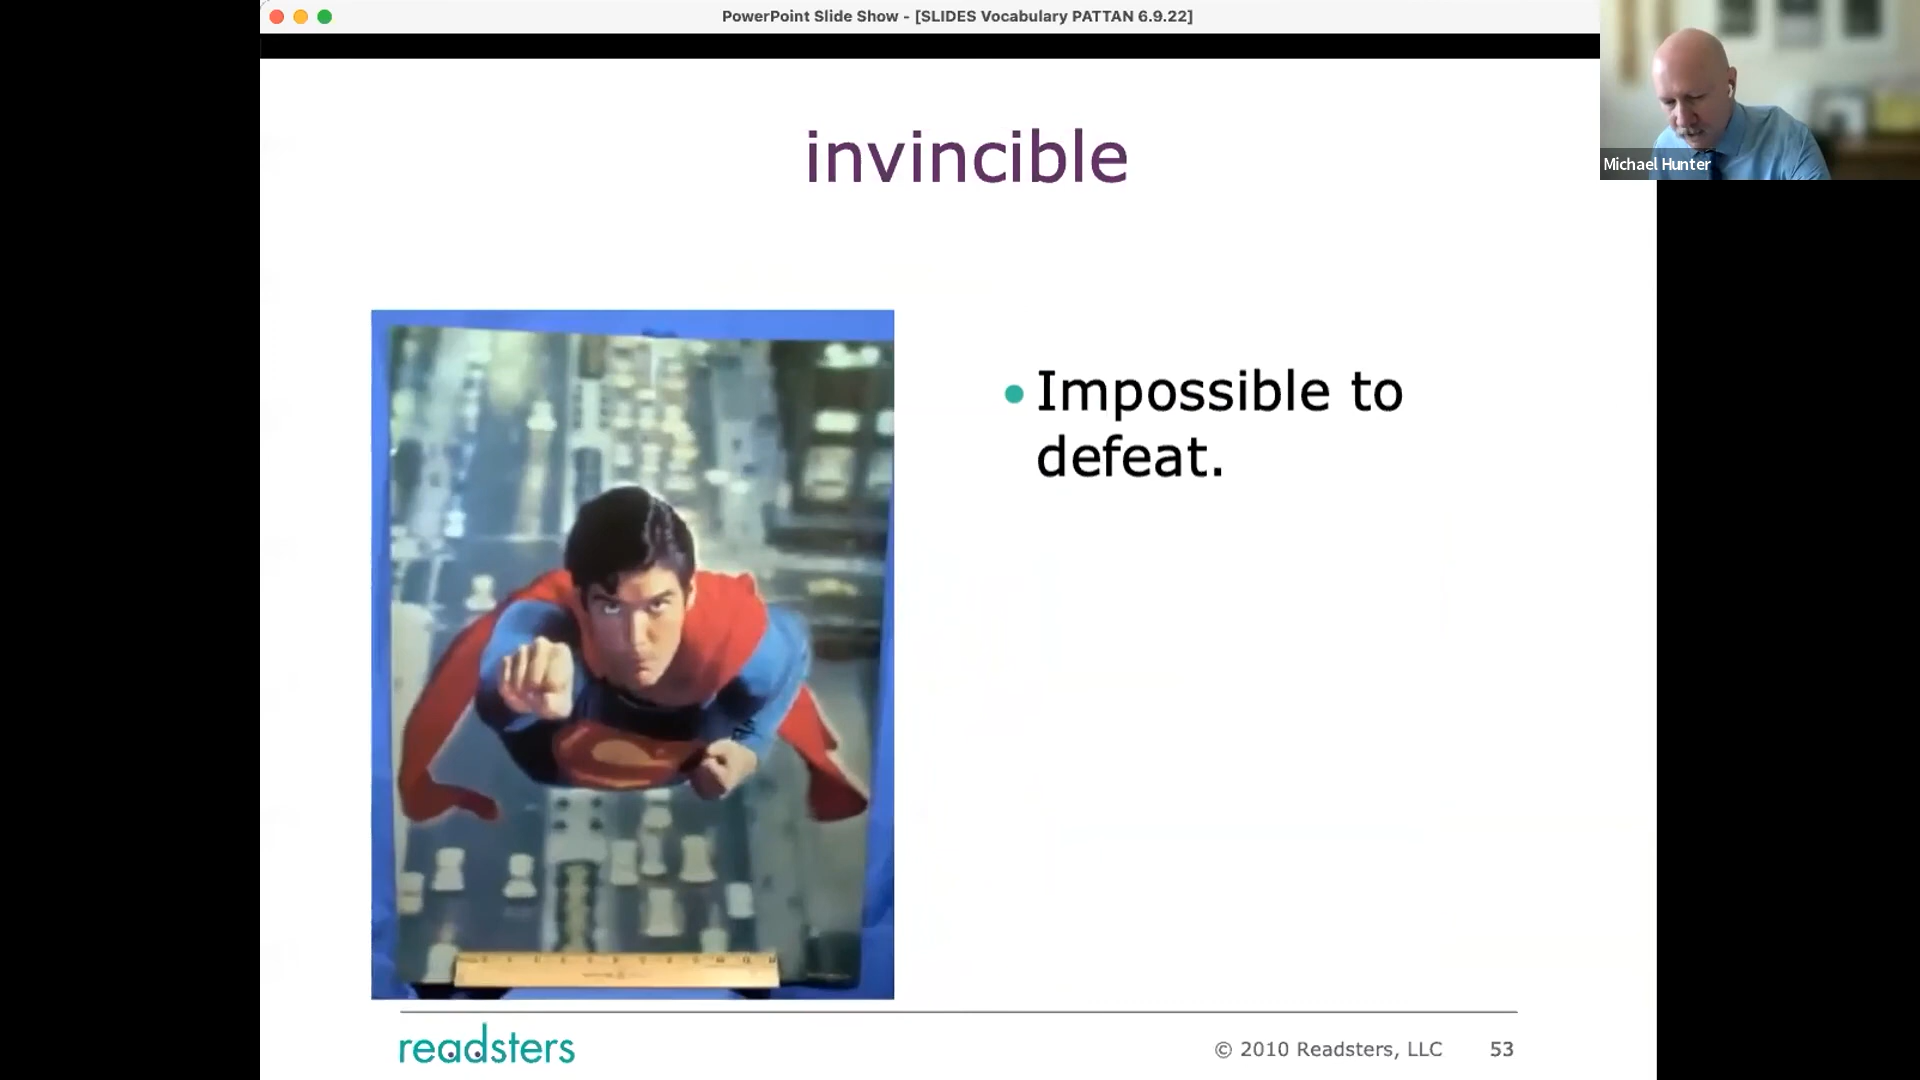 PowerPoint Slide Show - [SLIDES Vocabulary PATTAN 6.9.22]
Michael Hunter
invincible
Impossible to
defeat.
readsters
© 2010 Readsters, LLC
53